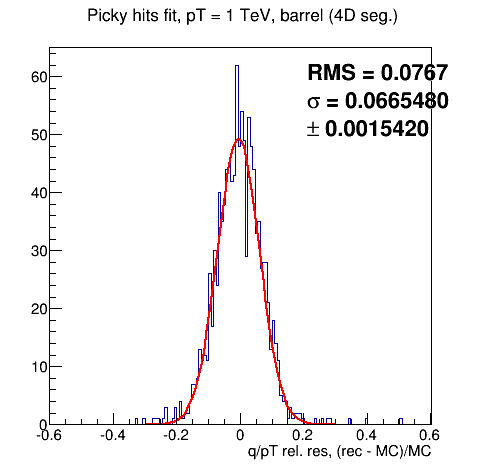 Picky hits fit, pT = 1 TeV, barrel (4D seg.)
RMS = 0.0767
σ = 0.0665480
± 0.0015420
60
50
40
30
20
10
0
-0.6 -0.4 -0.2 0 0.2 0.4 0.6
q/pT rel. res, (rec - MC)/MC